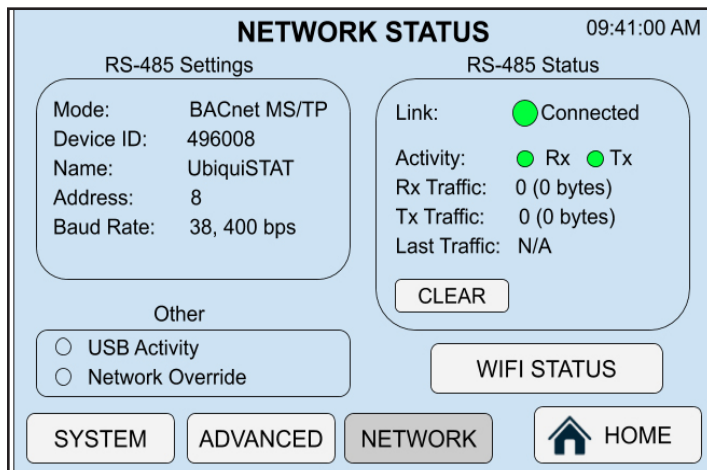 NETWORK STATUS
09:41:00 AM
RS-485 Settings
Mode: BACnet MS/TP
Device ID: 496008
Name: UbiquiSTAT
Address: 8
Baud Rate: 38, 400 bps
RS-485 Status
Link: Connected
Activity: Rx Tx
Rx Traffic: 0 (0 bytes)
Tx Traffic: 0 (0 bytes)
Last Traffic: N/A
CLEAR
Other
USB Activity
Network Override
WIFI STATUS
SYSTEM
ADVANCED
NETWORK
HOME